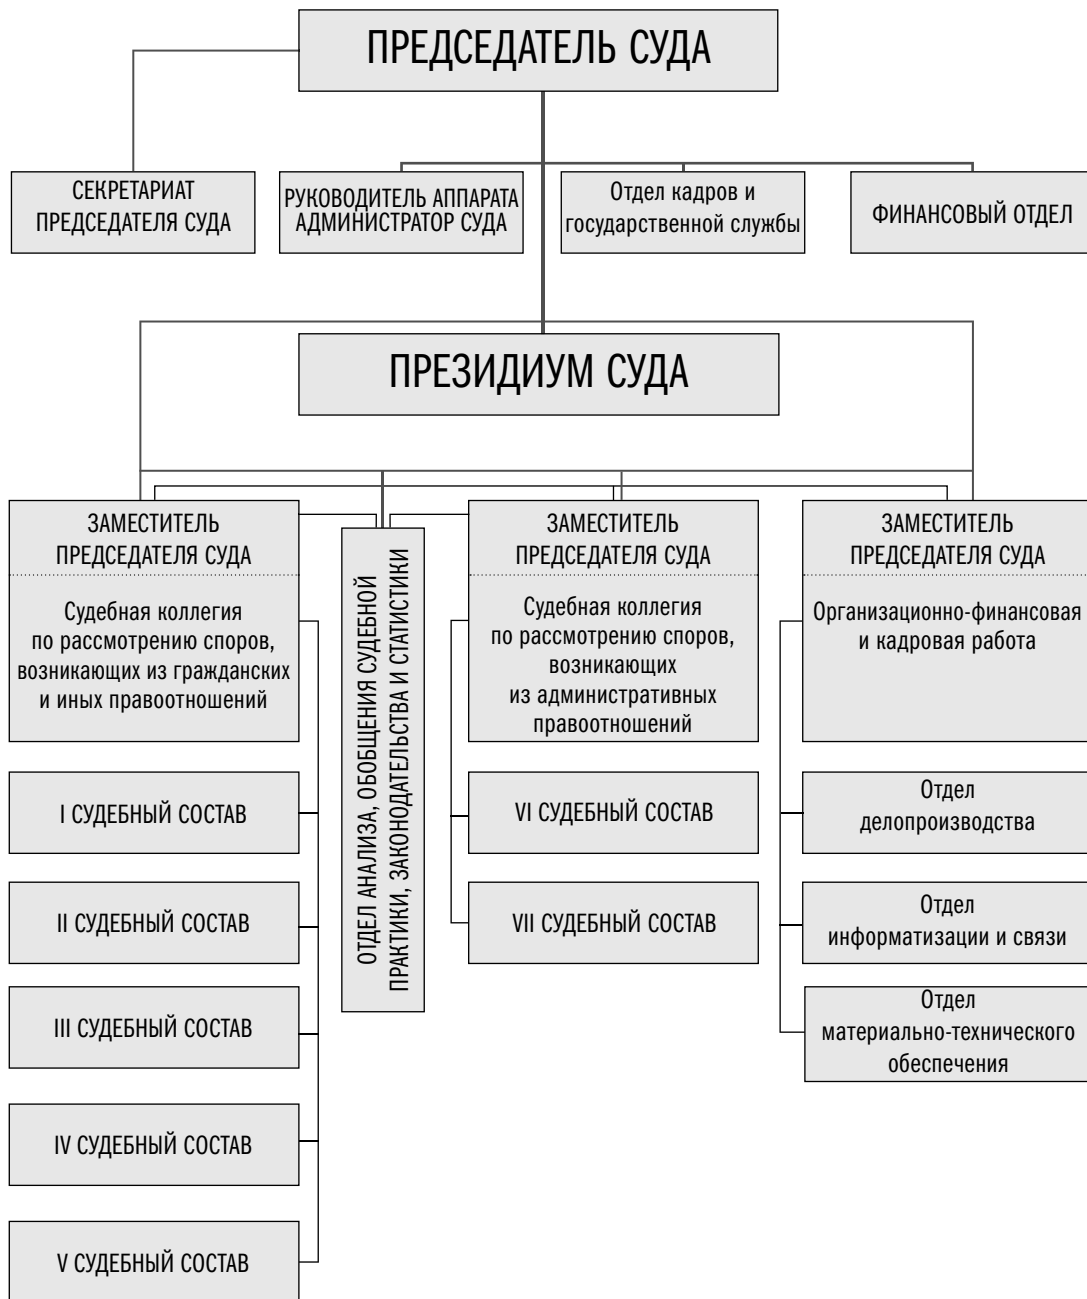 ПРЕДСЕДАТЕЛЬ СУДА
СЕКРЕТАРИАТ
ПРЕДСЕДАТЕЛЯ СУДА
РУКОВОДИТЕЛЬ АППАРАТА
АДМИНИСТРАТОР СУДА
Отдел кадров и
государственной службы
ФИНАНСОВЫЙ ОТДЕЛ
ПРЕЗИДИУМ СУДА
ЗАМЕСТИТЕЛЬ
ПРЕДСЕДАТЕЛЯ СУДА
Судебная коллегия
по рассмотрению споров,
возникающих из гражданских
и иных правоотношений
I СУДЕБНЫЙ СОСТАВ
II СУДЕБНЫЙ СОСТАВ
III СУДЕБНЫЙ СОСТАВ
IV СУДЕБНЫЙ СОСТАВ
V СУДЕБНЫЙ СОСТАВ
ОТДЕЛ АНАЛИЗА, ОБОБЩЕНИЯ СУДЕБНОЙ
ПРАКТИКИ, ЗАКОНОДАТЕЛЬСТВА И СТАТИСТИКИ
ЗАМЕСТИТЕЛЬ
ПРЕДСЕДАТЕЛЯ СУДА
Судебная коллегия
по рассмотрению споров,
возникающих
из административных
правоотношений
VI СУДЕБНЫЙ СОСТАВ
VII СУДЕБНЫЙ СОСТАВ
ЗАМЕСТИТЕЛЬ
ПРЕДСЕДАТЕЛЯ СУДА
Организационно-финансовая
и кадровая работа
Отдел
делопроизводства
Отдел
информатизации и связи
Отдел
материально-технического
обеспечения